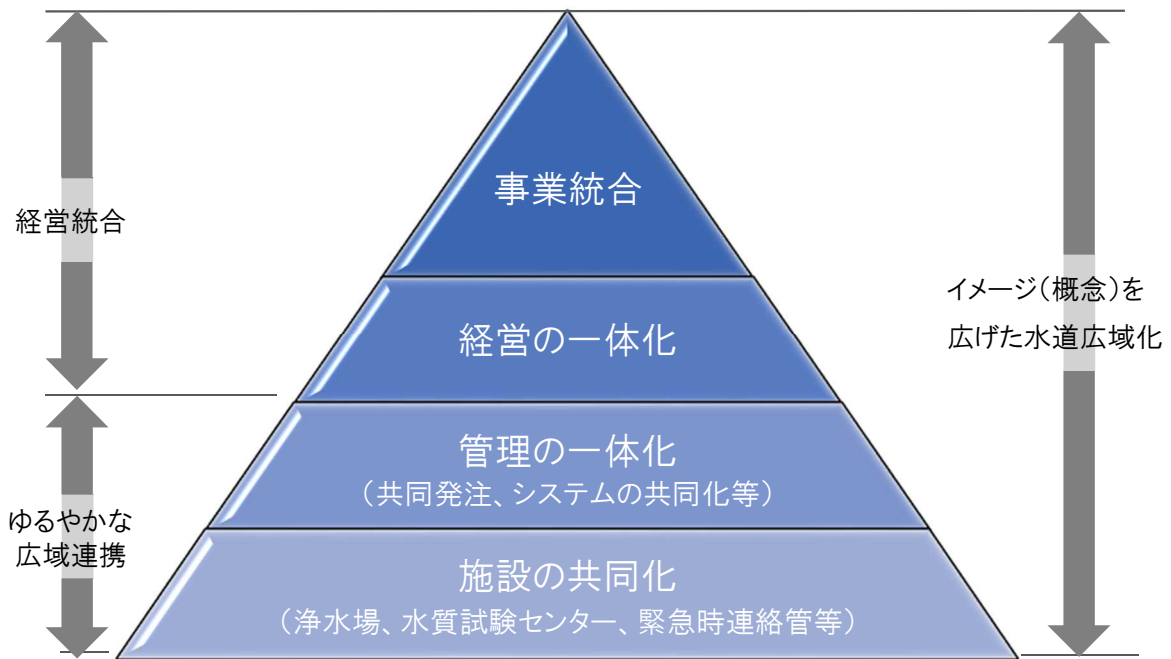 事業統合
経営統合
経営の一体化
イメージ(概念)を
広げた水道広域化
管理の一体化
(共同発注、システムの共同化等)
ゆるやかな
広域連携
施設の共同化
(浄水場、水質試験センター、緊急時連絡管等)